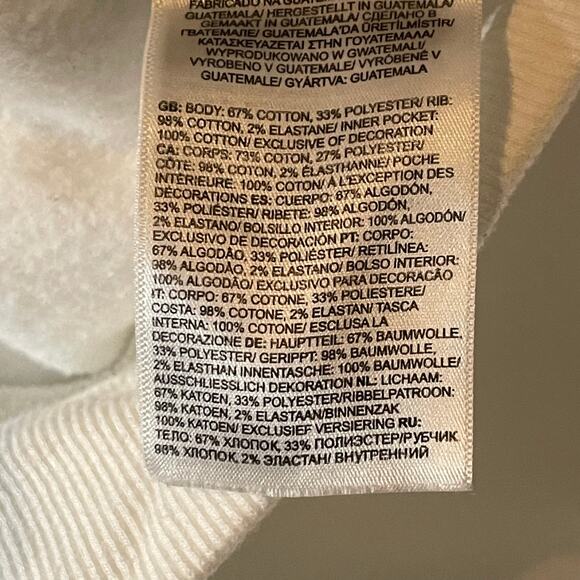 FABRICADO NA GUATEMALA/
GUATEMALA/ HERGESTELLT IN GUATEMALA/
GEMAAKT IN GUATEMALA/ СДЕЛАНО В
ГВАТЕМАЛЕ/ GUATEMALA'DA ÜRETİLMİSTİR/
ΚΑΤΑΣΚΕΥΑΖΕΤΑΙ ΣΤΗΝ ΓΟΥΑΤΕΜΑΛΑ/
WYPRODUKOWANO W GWATEMALI/
VYROBENO V GUATEMALE/ VYROBENÉ V
GUATEMALE/ GYÁRTVA: GUATEMALA
GB: BODY: 67% COTTON, 33% POLYESTER/ RIB:
98% COTTON, 2% ELASTANE/ INNER POCKET:
100% COTTON/ EXCLUSIVE OF DECORATION
CA: CORPS: 73% COTON, 27% POLYESTER/
CÔTE: 98% COTON, 2% ÉLASTHANNE/ POCHE
INTÉRIEURE: 100% COTON/ À L'EXCEPTION DES
DÉCORATIONS ES: CUERPO: 67% ALGODÓN,
33% POLIÉSTER/ RIBETE: 98% ALGODÓN,
2% ELASTANO/ BOLSILLO INTERIOR: 100% ALGODÓN/
EXCLUSIVO DE DECORACIÓN PT: CORPO:
67% ALGODÃO, 33% POLIÉSTER/ RETILÍNEA:
98% ALGODÃO, 2% ELASTANO/ BOLSO INTERIOR:
100% ALGODÃO/ EXCLUSIVO PARA DECORAÇÃO
IT: CORPO: 67% COTONE, 33% POLIESTERE/
COSTA: 98% COTONE, 2% ELASTAN/ TASCA
INTERNA: 100% COTONE/ ESCLUSA LA
DECORAZIONE DE: HAUPTTEIL: 67% BAUMWOLLE,
33% POLYESTER/ GERIPPT: 98% BAUMWOLLE,
2% ELASTHAN INNENTASCHE: 100% BAUMWOLLE/
AUSSCHLIESSLICH DEKORATION NL: LICHAAM:
67% KATOEN, 33% POLYESTER/RIBBELPATROON:
98% KATOEN, 2% ELASTAAN/BINNENZAK
100% KATOEN/ EXCLUSIEF VERSIERING RU:
ТЕЛО: 67% ХЛОПОК, 33% ПОЛИЭСТЕР/РУБЧИК
98% ХЛОПОК, 2% ЭЛАСТАН/ ВНУТРЕННИЙ